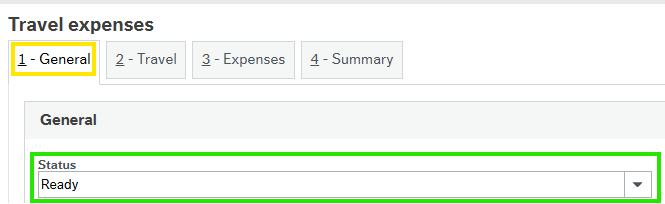 Travel expenses
1 - General 2 - Travel 3 - Expenses 4 - Summary
General
Status
Ready